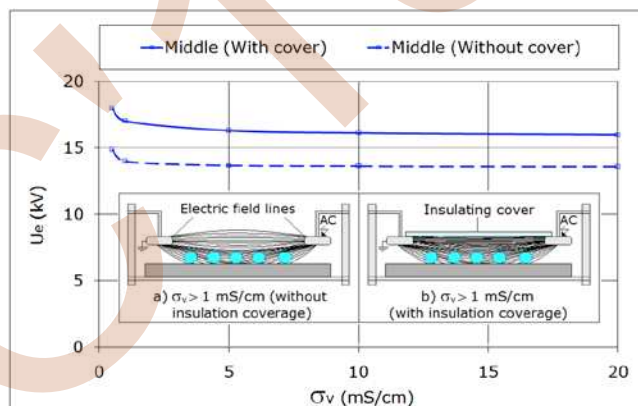 Middle (With cover) Middle (Without cover)
20
15
10
5
0
Uₑ (kV)
Electric field lines
AC
Insulating cover
AC
a) σᵥ> 1 mS/cm (without
insulation coverage)
b) σᵥ> 1 mS/cm
(with insulation coverage)
0 5 10 15 20
σᵥ (mS/cm)